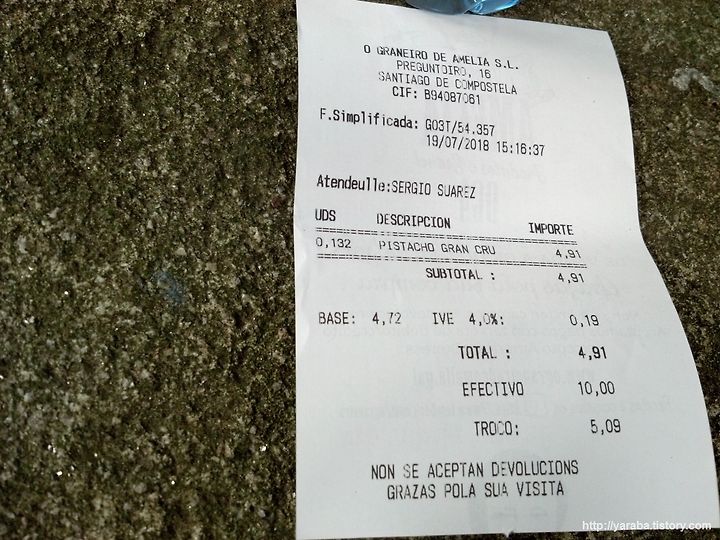 O GRANEIRO DE AMELIA S.L.
PREGUNTOIRO, 16
SANTIAGO DE COMPOSTELA
CIF: B94087061
F.Simplificada: G03T/54.357
19/07/2018 15:16:37
Atendeulle:SERGIO SUAREZ
UDS DESCRIPCION IMPORTE
0,132 PISTACHO GRAN CRU 4,91
SUBTOTAL : 4,91
BASE: 4,72 IVE 4,0%: 0,19
TOTAL : 4,91
EFECTIVO 10,00
TROCO: 5,09
NON SE ACEPTAN DEVOLUCIONS
GRAZAS POLA SUA VISITA
http://yaraba.tistory.com